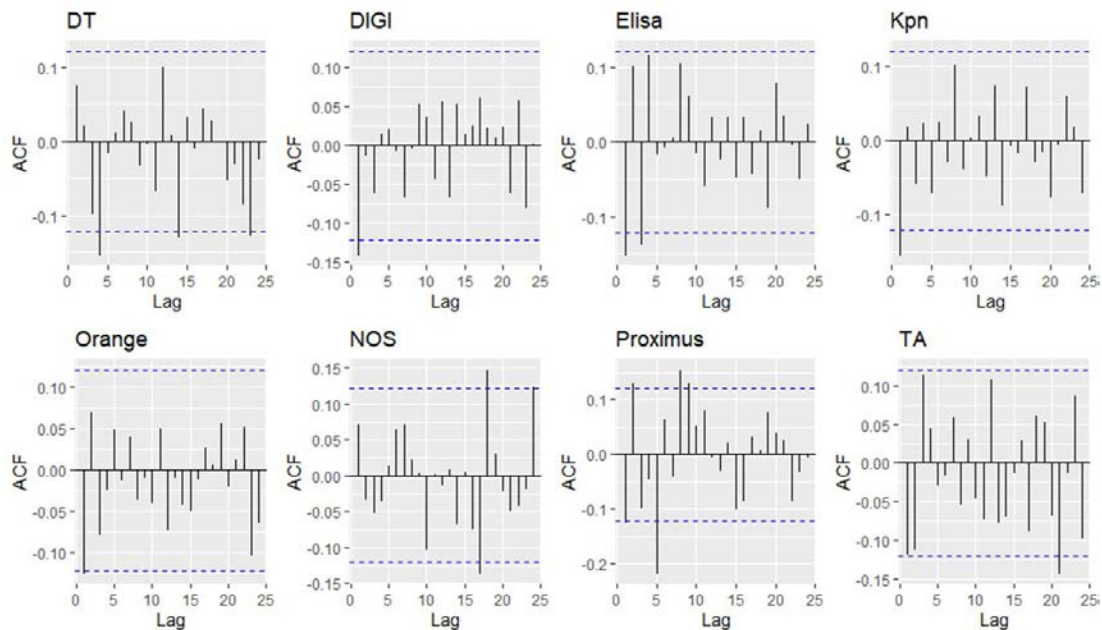 DT DIGI Elisa Kpn
0.1 0.10 0.1 0.1
0.05
ACF 0.0 ACF 0.00 ACF 0.0 ACF 0.0
-0.05
-0.1 -0.10 -0.1 -0.1
-0.15
0 5 10 15 20 25 0 5 10 15 20 25 0 5 10 15 20 25 0 5 10 15 20 25
Lag Lag Lag Lag
Orange NOS Proximus TA
0.15
0.10 0.10 0.1 0.10
0.05 0.05 0.05
ACF 0.00 ACF 0.00 ACF 0.0 ACF 0.00
-0.05 -0.05 -0.1 -0.05
-0.10 -0.10 -0.2 -0.10
-0.15 -0.15
0 5 10 15 20 25 0 5 10 15 20 25 0 5 10 15 20 25 0 5 10 15 20 25
Lag Lag Lag Lag